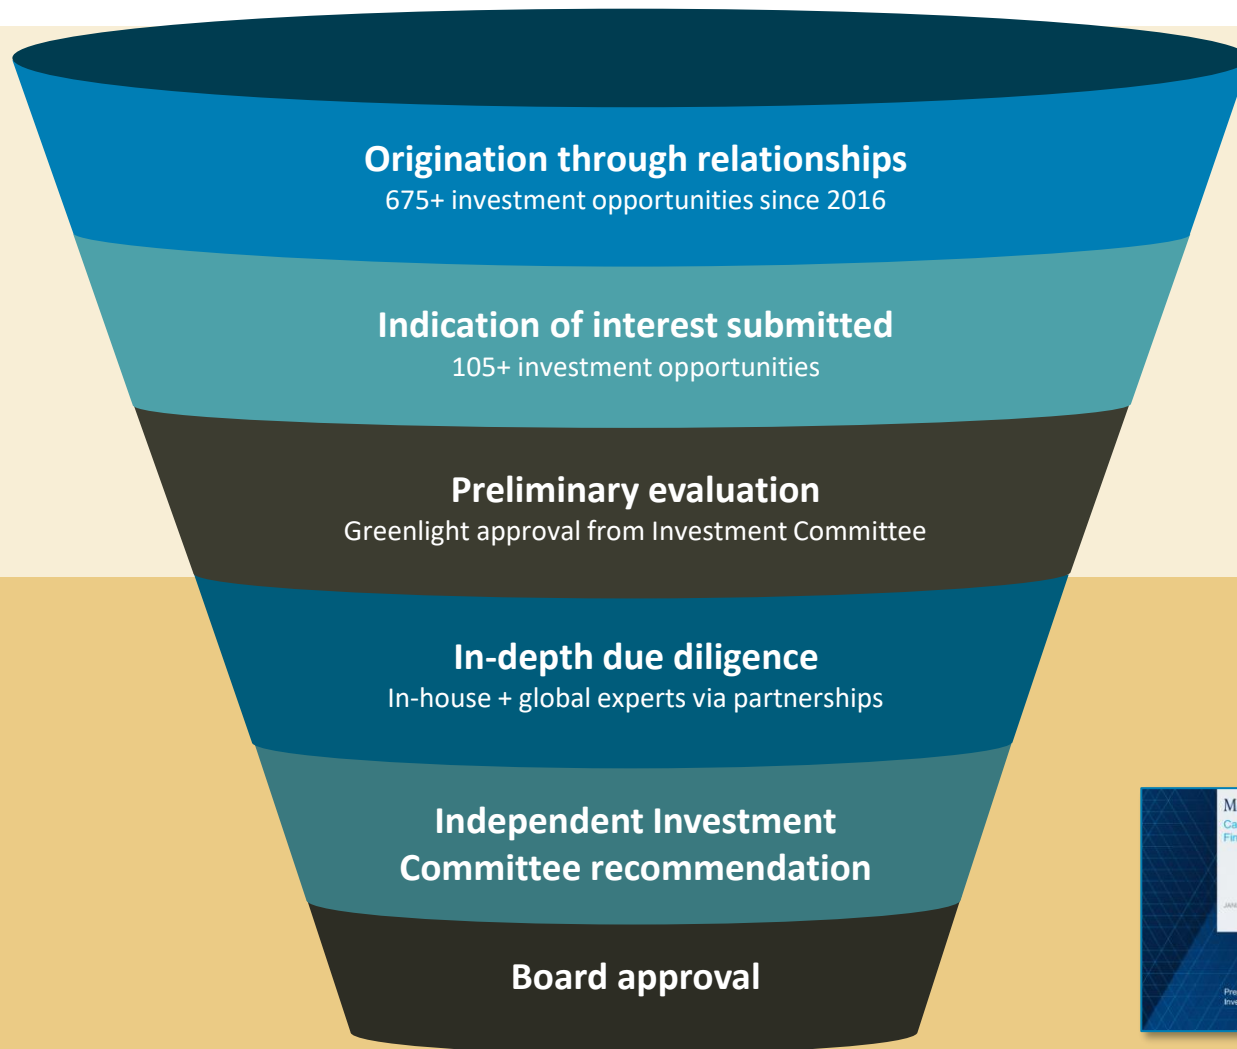 Origination through relationships
675+ investment opportunities since 2016
Indication of interest submitted
105+ investment opportunities
Preliminary evaluation
Greenlight approval from Investment Committee
In-depth due diligence
In-house + global experts via partnerships
Independent Investment
Committee recommendation
Board approval